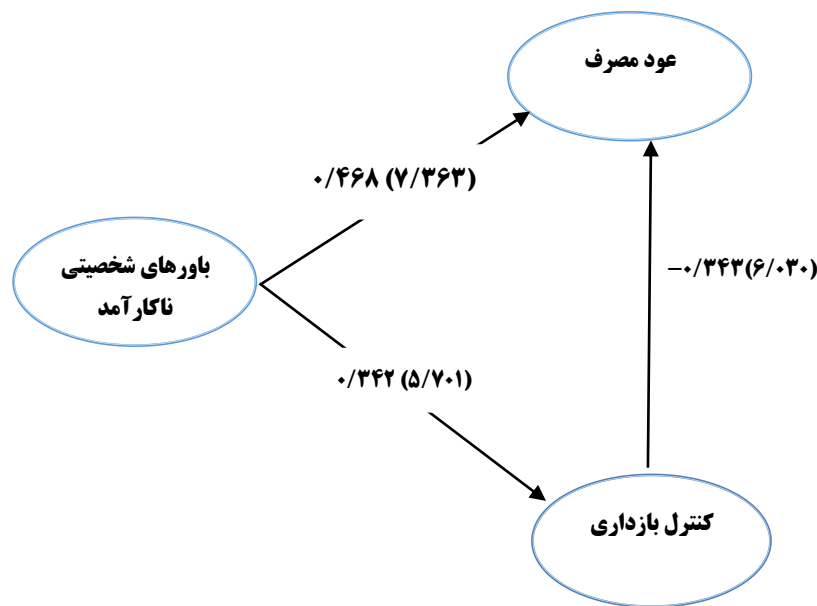 عود مصرف
۰/۴۶۸ (۷/۳۶۳)
باورهای شخصیتی
ناکارآمد
–۰/۳۴۳(۶/۰۳۰)
۰/۳۴۲ (۵/۷۰۱)
کنترل بازداری